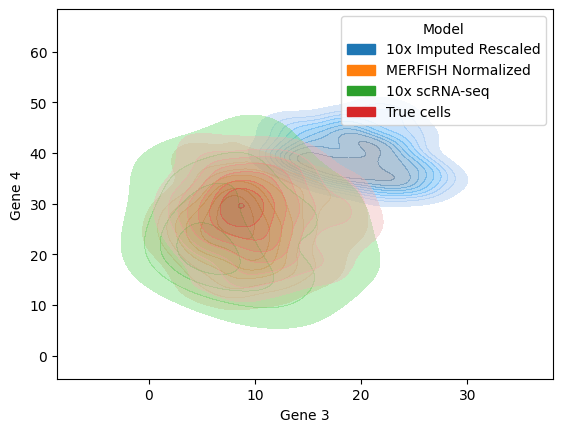 Model
10x Imputed Rescaled
MERFISH Normalized
10x scRNA-seq
True cells
60
50
40
30
20
10
0
Gene 4
0 10 20 30
Gene 3